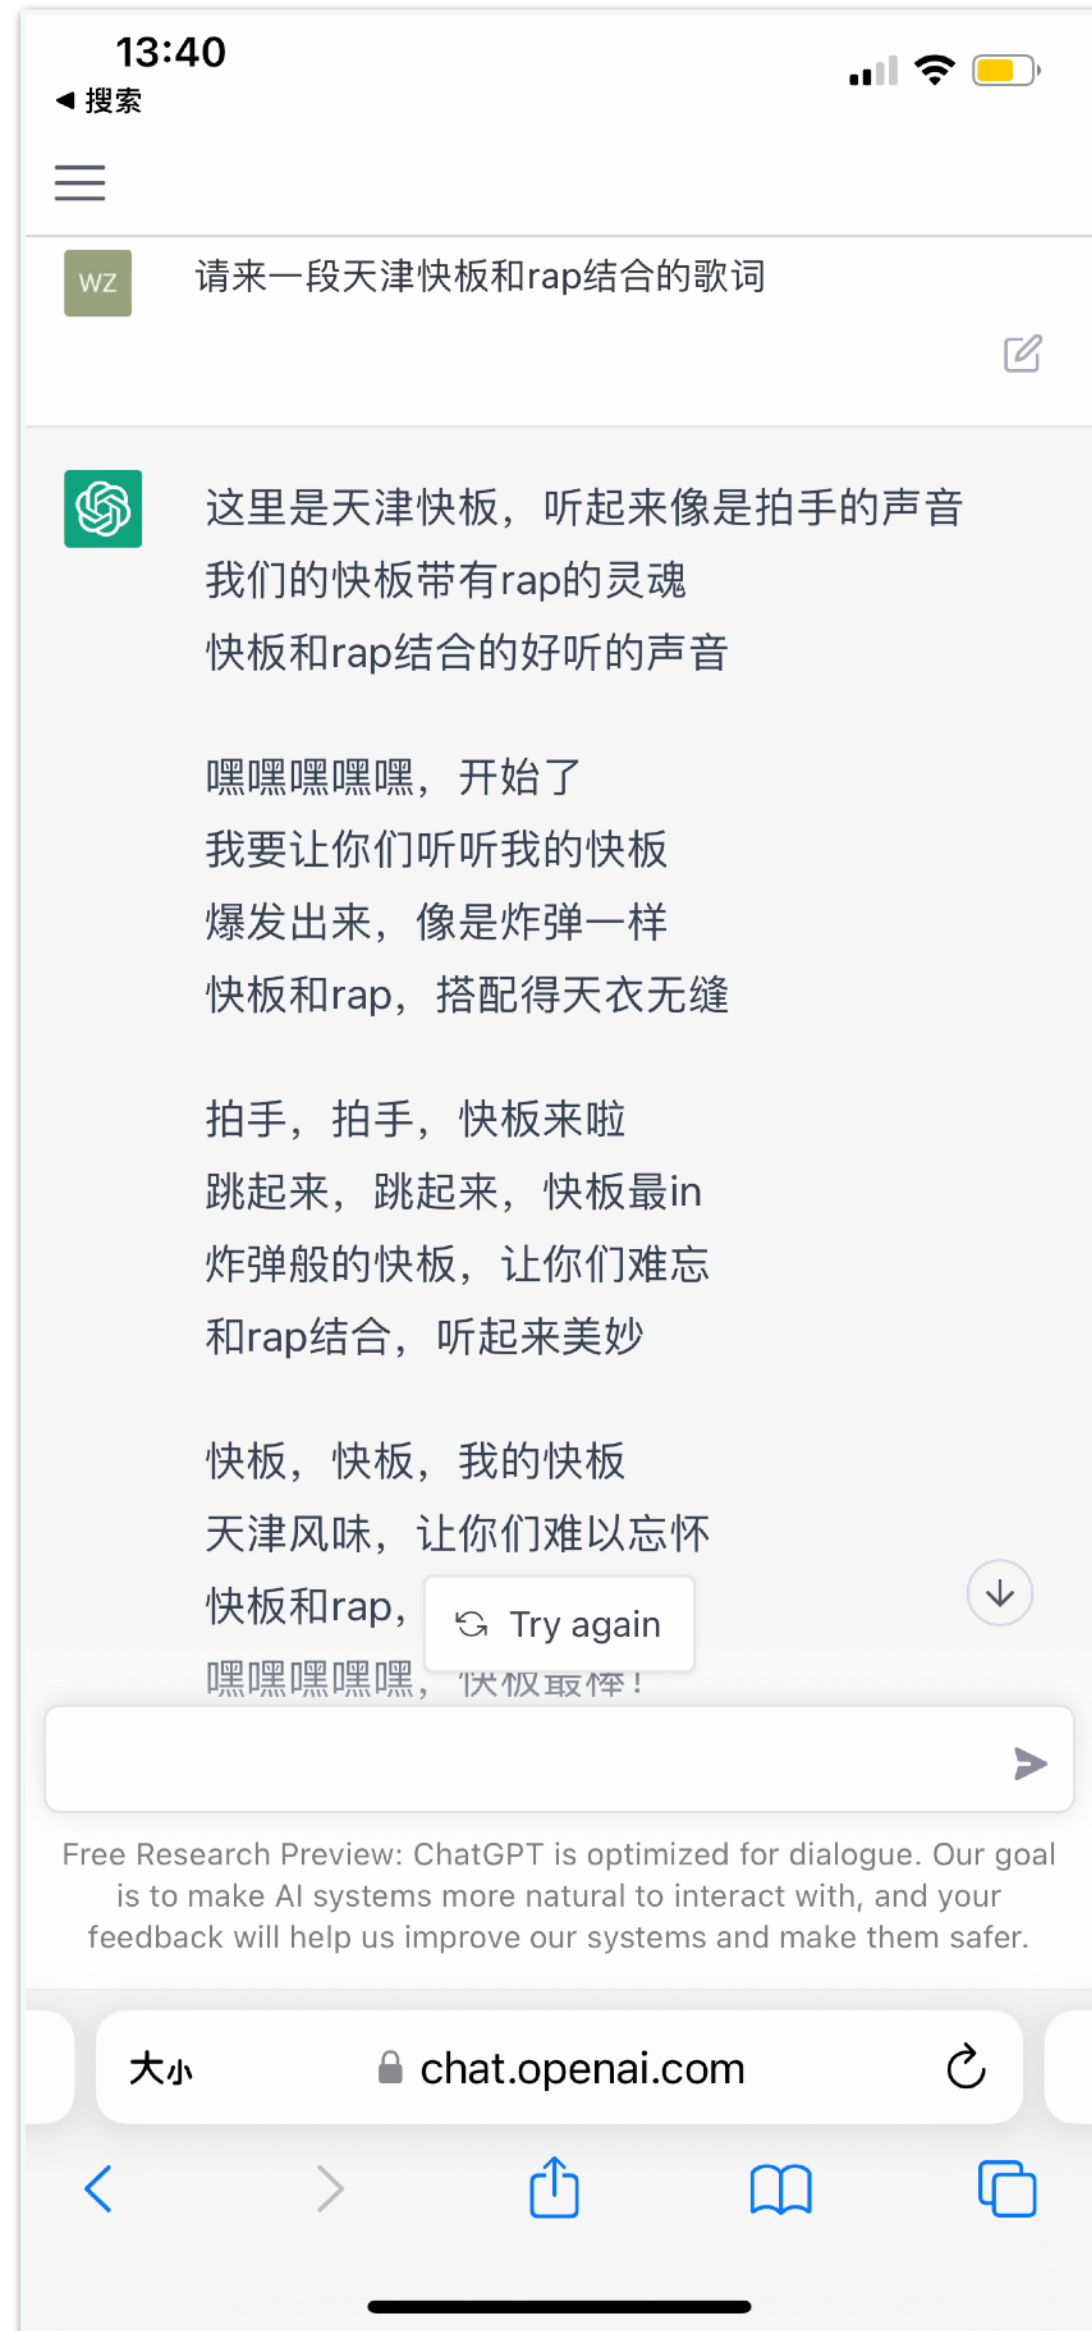 13:40
◀ 搜索
WZ
请来一段天津快板和rap结合的歌词
这里是天津快板，听起来像是拍手的声音
我们的快板带有rap的灵魂
快板和rap结合的好听的声音
嘿嘿嘿嘿嘿，开始了
我要让你们听听我的快板
爆发出来，像是炸弹一样
快板和rap，搭配得天衣无缝
拍手，拍手，快板来啦
跳起来，跳起来，快板最in
炸弹般的快板，让你们难忘
和rap结合，听起来美妙
快板，快板，我的快板
天津风味，让你们难以忘怀
快板和rap，
Try again
嘿嘿嘿嘿嘿，快板最棒！
Free Research Preview: ChatGPT is optimized for dialogue. Our goal
is to make AI systems more natural to interact with, and your
feedback will help us improve our systems and make them safer.
大小 chat.openai.com